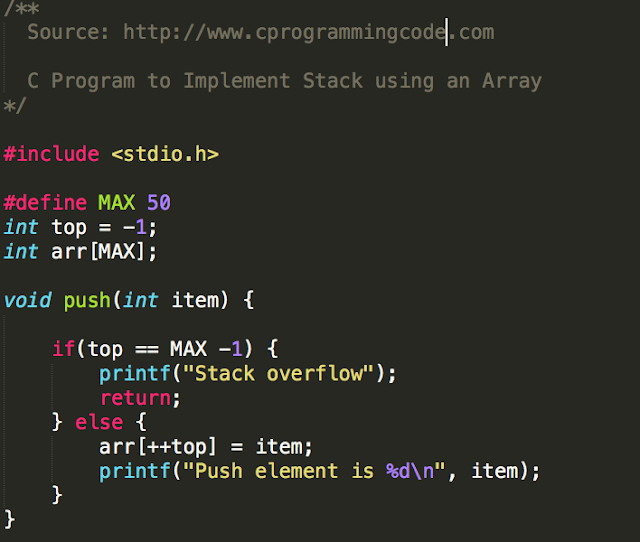 /**
Source: http://www.cprogrammingcode.com
C Program to Implement Stack using an Array
*/
#include <stdio.h>
#define MAX 50
int top = -1;
int arr[MAX];
void push(int item) {
if(top == MAX -1) {
printf("Stack overflow");
return;
} else {
arr[++top] = item;
printf("Push element is %d\n", item);
}
}